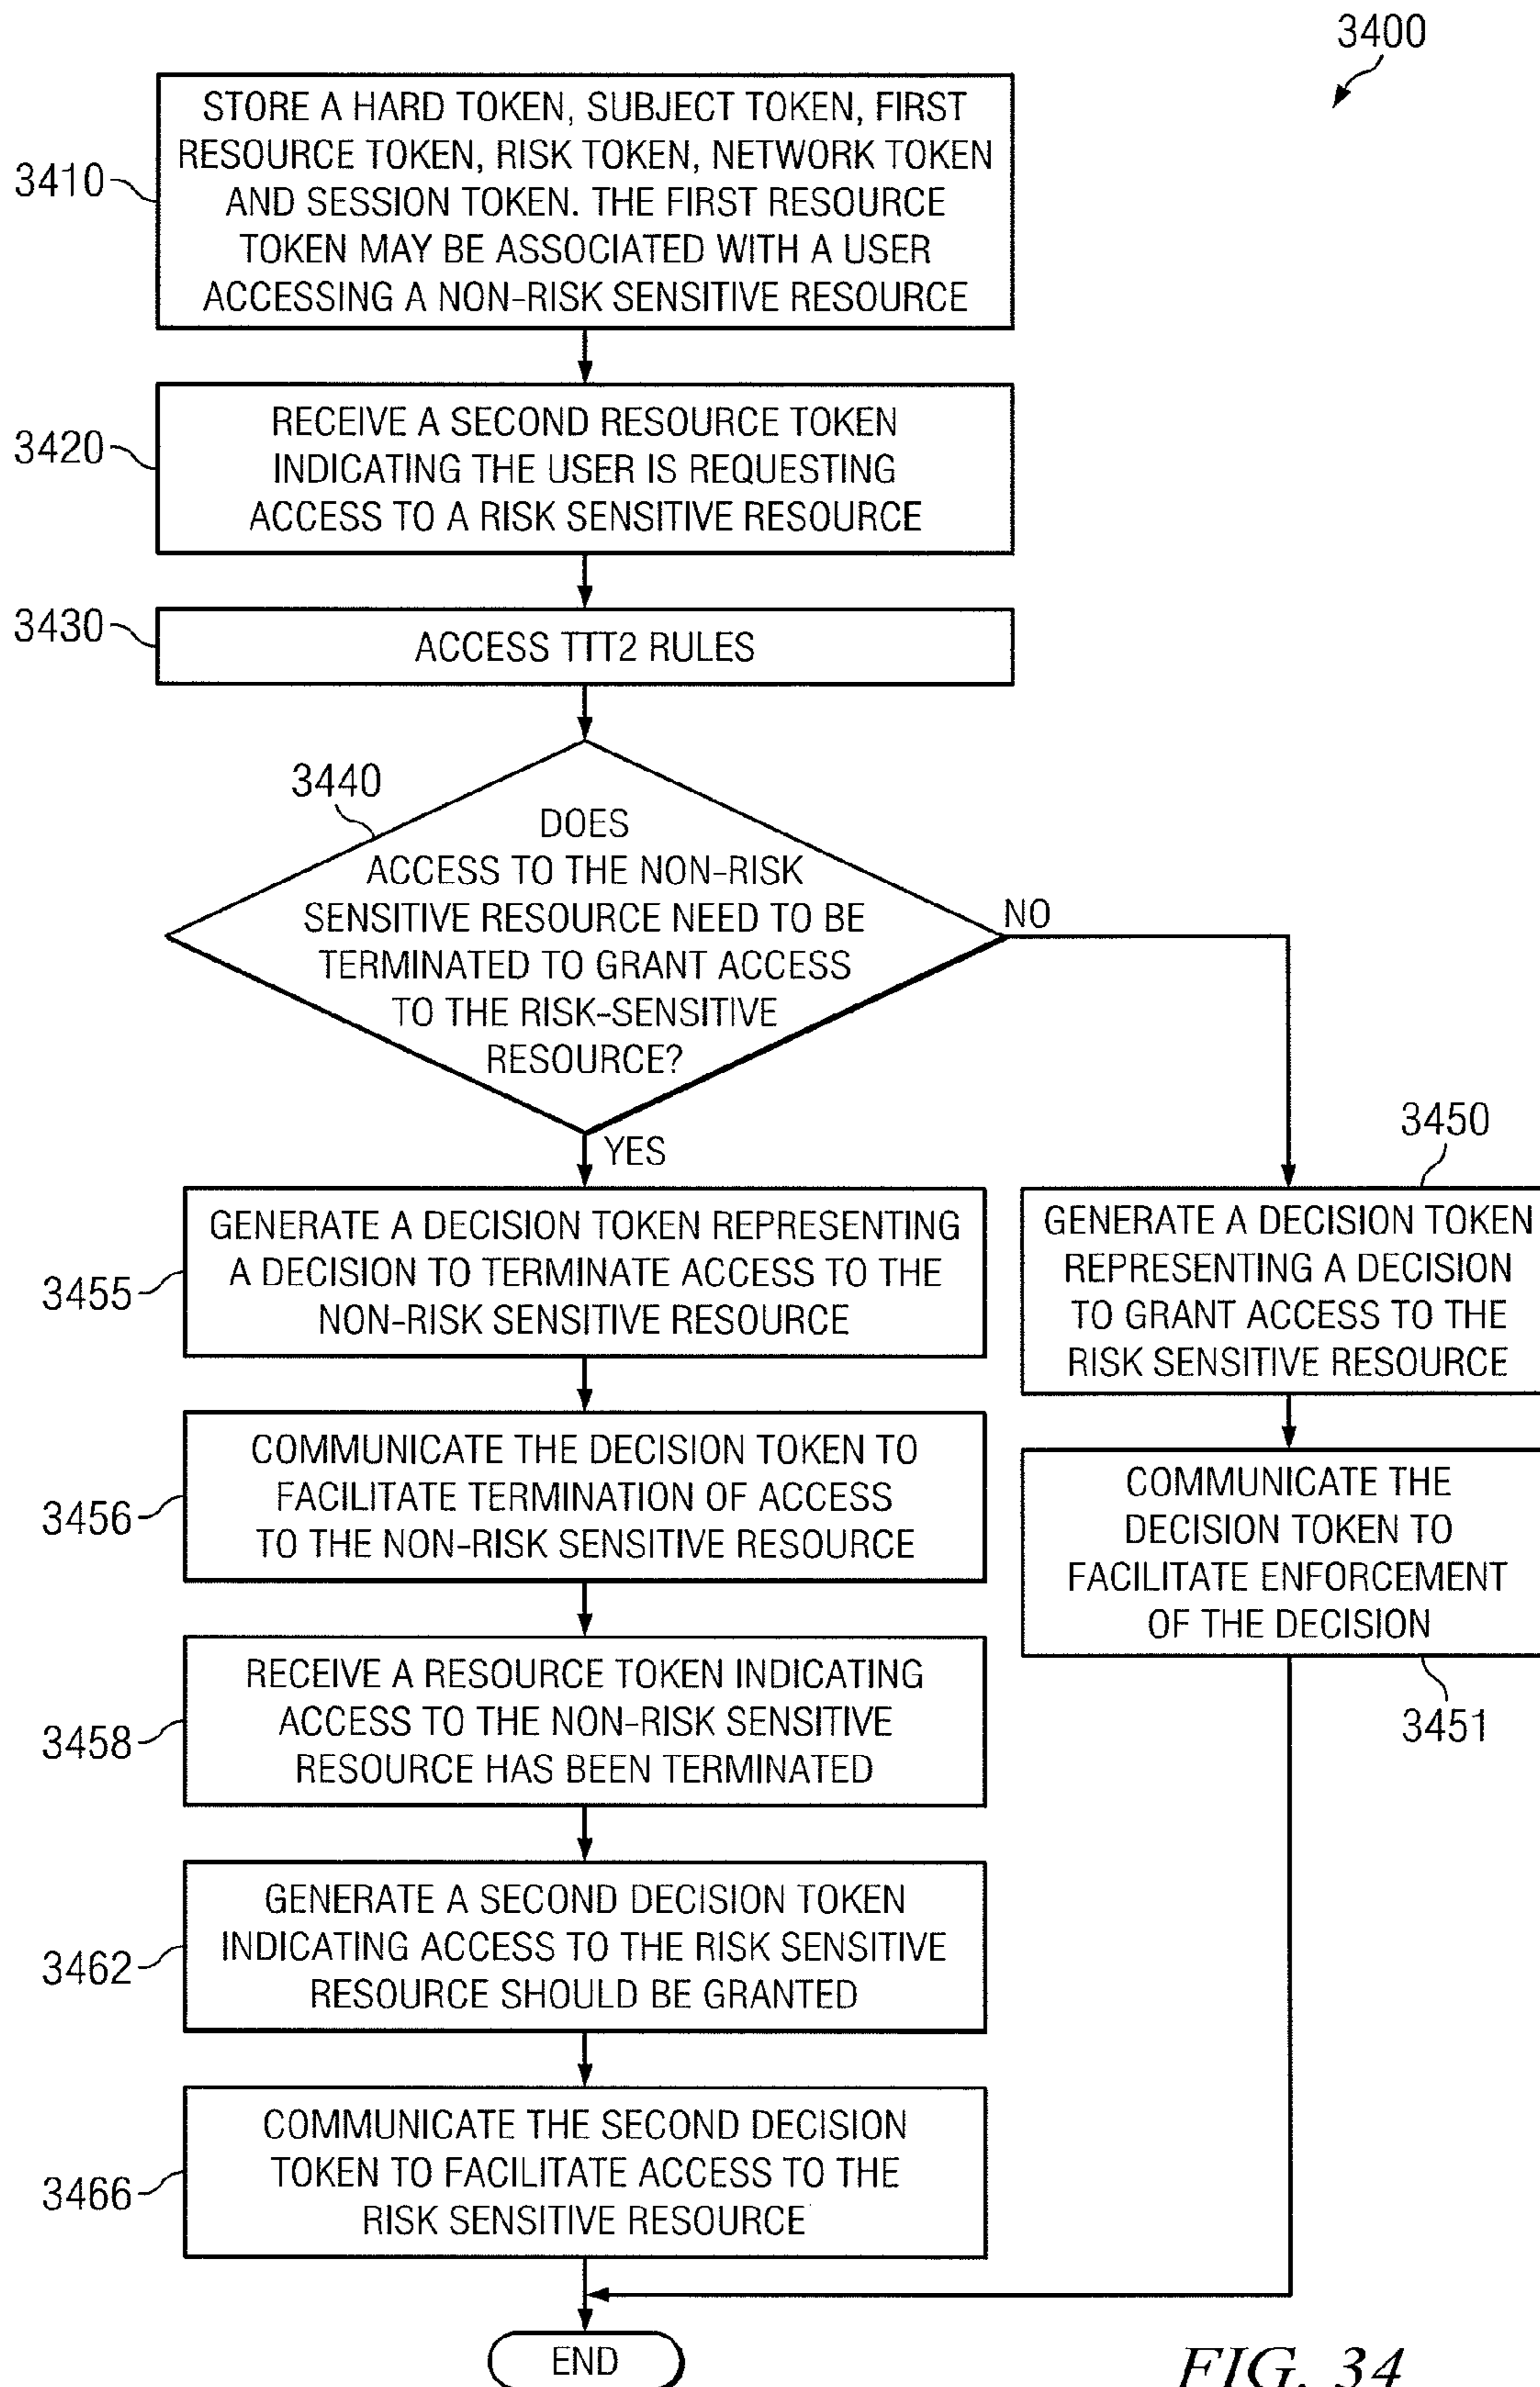 3400
STORE A HARD TOKEN, SUBJECT TOKEN, FIRST
RESOURCE TOKEN, RISK TOKEN, NETWORK TOKEN
AND SESSION TOKEN. THE FIRST RESOURCE
TOKEN MAY BE ASSOCIATED WITH A USER
ACCESSING A NON-RISK SENSITIVE RESOURCE
3410
RECEIVE A SECOND RESOURCE TOKEN
INDICATING THE USER IS REQUESTING
ACCESS TO A RISK SENSITIVE RESOURCE
3420
3430
ACCESS TTT2 RULES
3440
DOES
ACCESS TO THE NON-RISK
SENSITIVE RESOURCE NEED TO BE
TERMINATED TO GRANT ACCESS
TO THE RISK-SENSITIVE
RESOURCE?
NO
YES
3450
GENERATE A DECISION TOKEN REPRESENTING
A DECISION TO TERMINATE ACCESS TO THE
NON-RISK SENSITIVE RESOURCE
3455
GENERATE A DECISION TOKEN
REPRESENTING A DECISION
TO GRANT ACCESS TO THE
RISK SENSITIVE RESOURCE
COMMUNICATE THE DECISION TOKEN TO
FACILITATE TERMINATION OF ACCESS
TO THE NON-RISK SENSITIVE RESOURCE
3456
COMMUNICATE THE
DECISION TOKEN TO
FACILITATE ENFORCEMENT
OF THE DECISION
3451
RECEIVE A RESOURCE TOKEN INDICATING
ACCESS TO THE NON-RISK SENSITIVE
RESOURCE HAS BEEN TERMINATED
3458
GENERATE A SECOND DECISION TOKEN
INDICATING ACCESS TO THE RISK SENSITIVE
RESOURCE SHOULD BE GRANTED
3462
COMMUNICATE THE SECOND DECISION
TOKEN TO FACILITATE ACCESS TO THE
RISK SENSITIVE RESOURCE
3466
END
FIG. 34